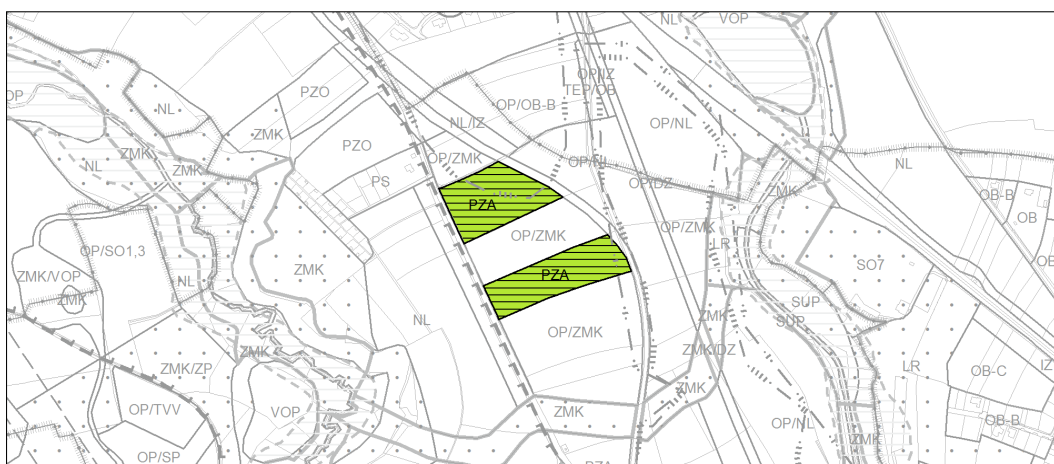 NL
VOP
OP/IZ
TEP/OB
OP
NL
PZO
OP/OB-B
ZMK
NL/IZ
OP/NL
PZO
NL
ZMK
ZMK
OP/ZMK
OP/NL
NL
PS
OP/DZ
ZMK
OB-B
PZA
OB
OP/ZMK
OP/ZMK
LR
OP/SO1,3
ZMK
SO7
ZMK/VOP
NL
PZA
ZMK
SUP
ZMK
SUP
NL
OP/ZMK
ZMK
ZMK/DZ
ZMK/ZP
LR
IZ
OB-C
ZMK
OP/TVV
VOP
ZMK
OB-B
OP/NL
ZMK
OP/SP
PZA